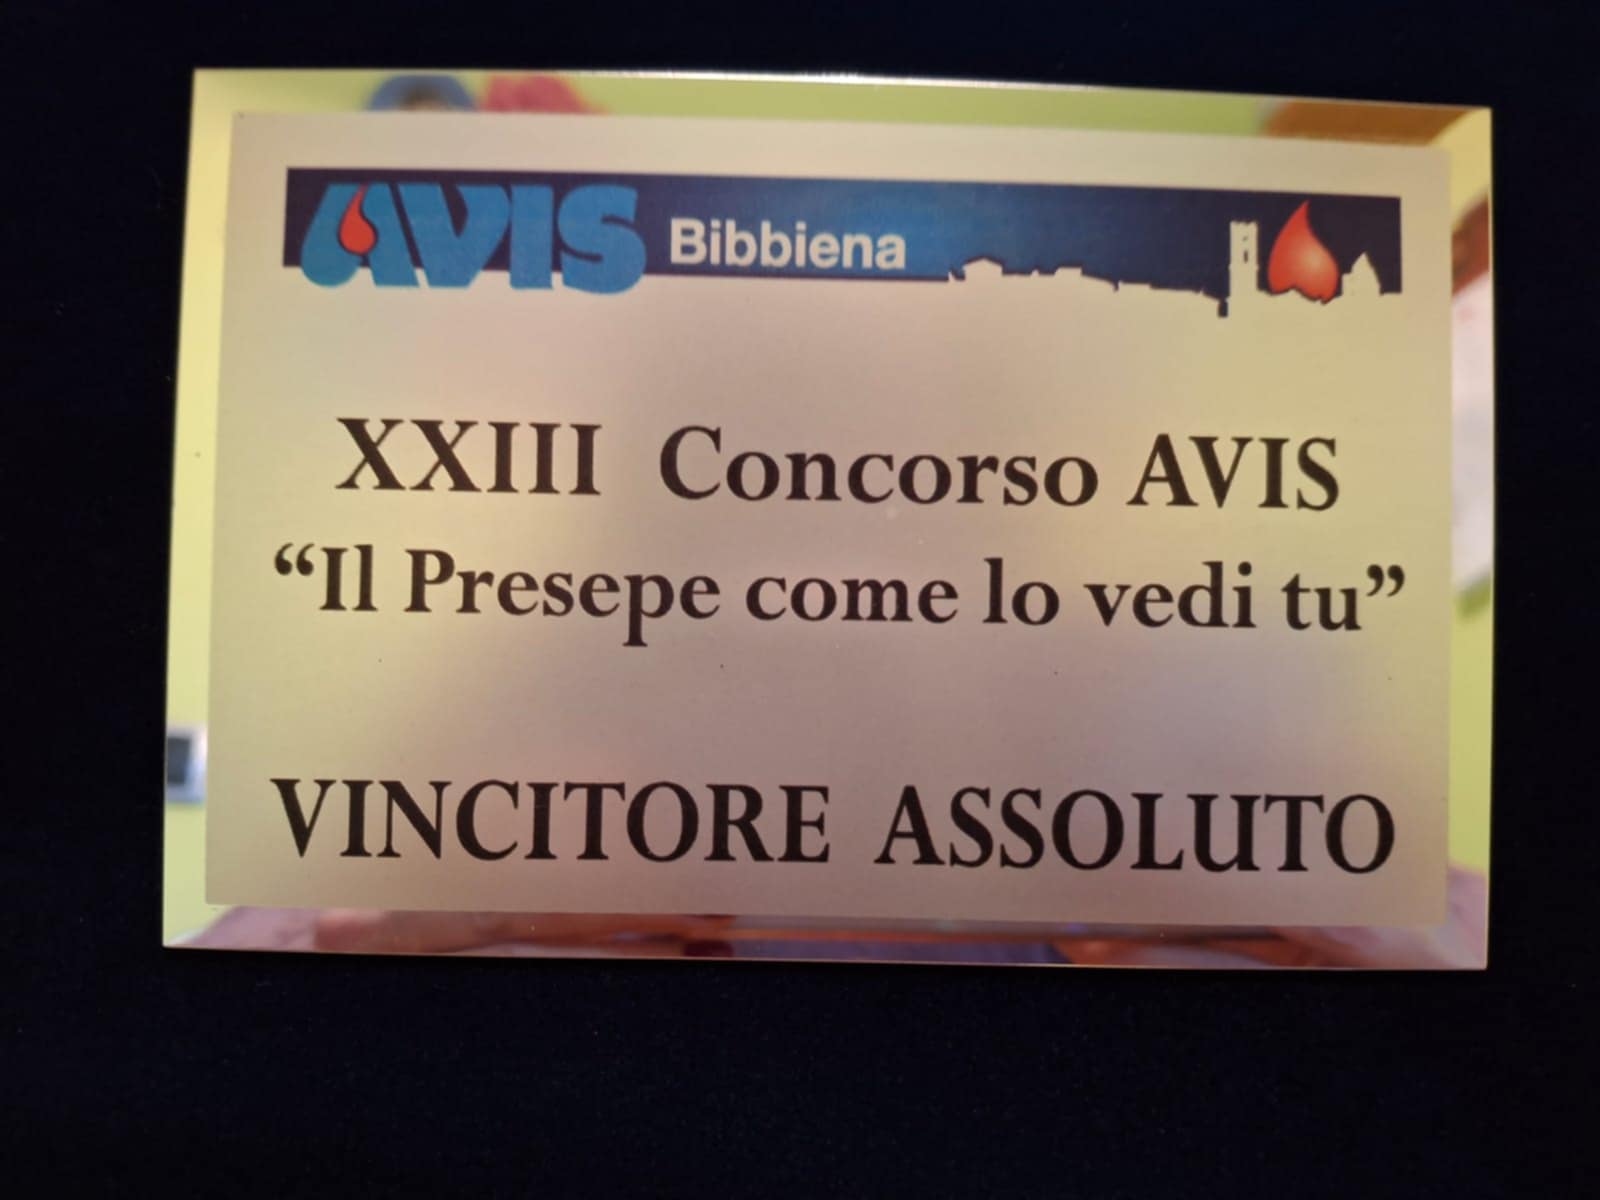 AVIS Bibbiena
XXIII Concorso AVIS
“Il Presepe come lo vedi tu”
VINCITORE ASSOLUTO